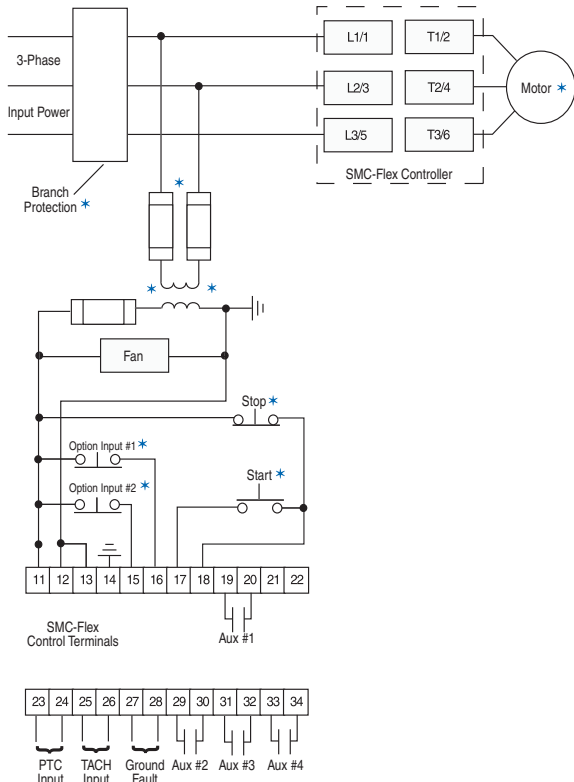 3-Phase
Input Power
Branch
Protection *
L1/1 T1/2
L2/3 T2/4
L3/5 T3/6
Motor *
SMC-Flex Controller
*
* *
Fan
Stop *
Option Input #1 *
Option Input #2 *
Start *
11 12 13 14 15 16 17 18 19 20 21 22
SMC-Flex
Control Terminals
Aux #1
23 24 25 26 27 28 29 30 31 32 33 34
PTC
Input
TACH
Input
Ground
Fault
Aux #2 Aux #3 Aux #4